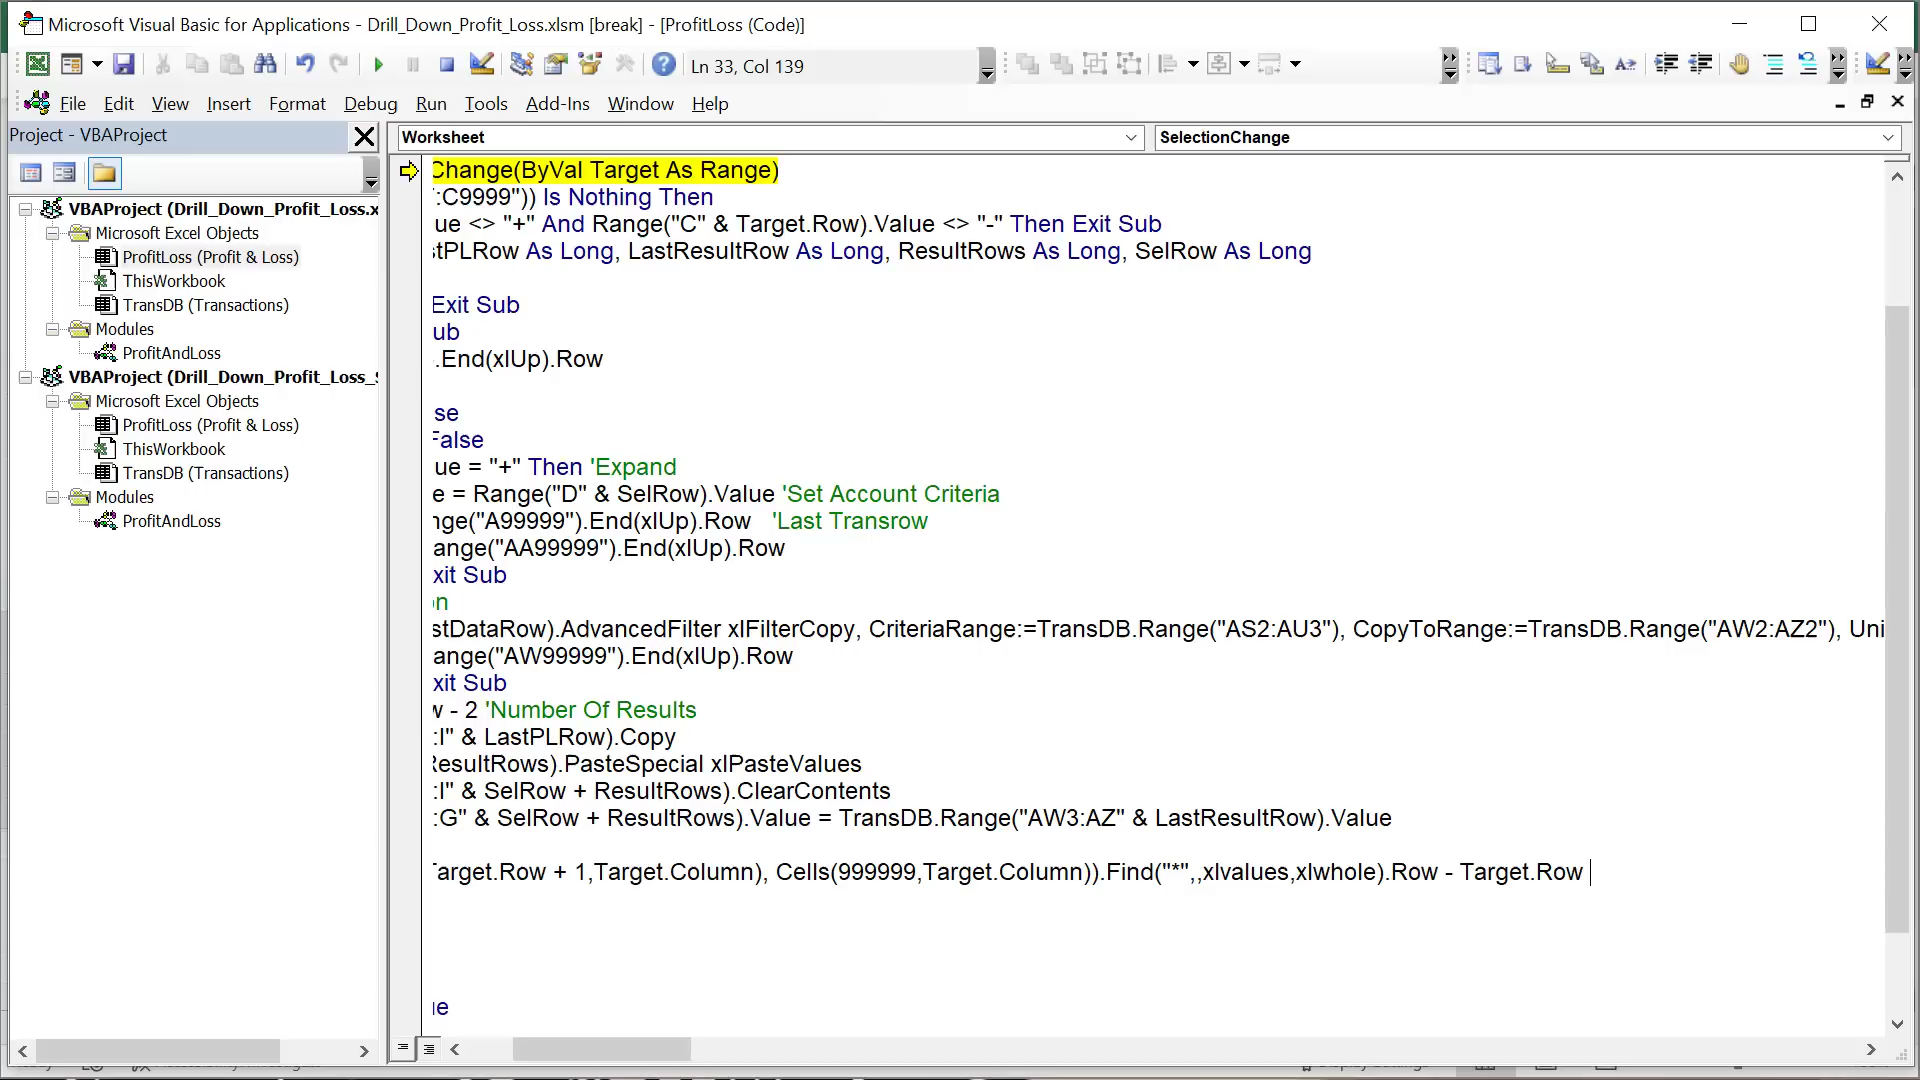 Microsoft Visual Basic for Applications - Drill_Down_Profit_Loss.xlsm [break] - [ProfitLoss (Code)]
Ln 33, Col 139
File Edit View Insert Format Debug Run Tools Add-Ins Window Help
Project - VBAProject
Worksheet
SelectionChange
VBAProject (Drill_Down_Profit_Loss.x
Microsoft Excel Objects
ProfitLoss (Profit & Loss)
ThisWorkbook
TransDB (Transactions)
Modules
ProfitAndLoss
VBAProject (Drill_Down_Profit_Loss_S
Microsoft Excel Objects
ProfitLoss (Profit & Loss)
ThisWorkbook
TransDB (Transactions)
Modules
ProfitAndLoss
Change(ByVal Target As Range)
:C9999")) Is Nothing Then
ue <> "+" And Range("C" & Target.Row).Value <> "-" Then Exit Sub
stPLRow As Long, LastResultRow As Long, ResultRows As Long, SelRow As Long
Exit Sub
ub
.End(xlUp).Row
se
False
ue = "+" Then 'Expand
e = Range("D" & SelRow).Value 'Set Account Criteria
nge("A99999").End(xlUp).Row 'Last Transrow
ange("AA99999").End(xlUp).Row
xit Sub
on
stDataRow).AdvancedFilter xlFilterCopy, CriteriaRange:=TransDB.Range("AS2:AU3"), CopyToRange:=TransDB.Range("AW2:AZ2"), Uni
ange("AW99999").End(xlUp).Row
xit Sub
w - 2 'Number Of Results
:I" & LastPLRow).Copy
ResultRows).PasteSpecial xlPasteValues
:I" & SelRow + ResultRows).ClearContents
:G" & SelRow + ResultRows).Value = TransDB.Range("AW3:AZ" & LastResultRow).Value
Target.Row + 1,Target.Column), Cells(999999,Target.Column)).Find("*",,xlvalues,xlwhole).Row - Target.Row
ue